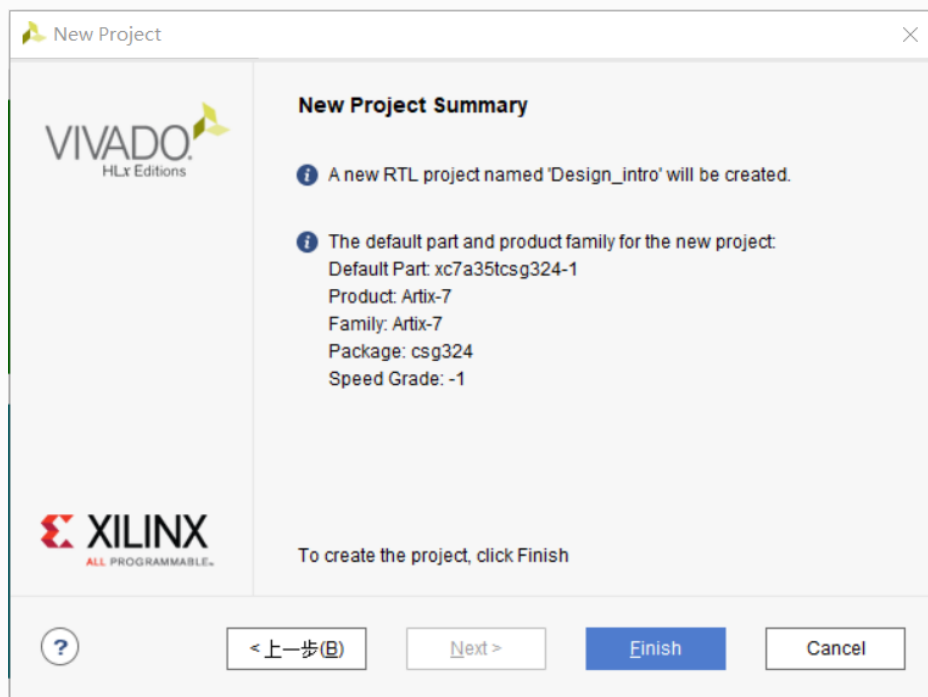 New Project
VIVADO.
HLx Editions
New Project Summary
A new RTL project named 'Design_intro' will be created.
The default part and product family for the new project:
Default Part: xc7a35tcsg324-1
Product: Artix-7
Family: Artix-7
Package: csg324
Speed Grade: -1
XILINX
ALL PROGRAMMABLE™
To create the project, click Finish
?
< 上一步(B)
Next >
Finish
Cancel